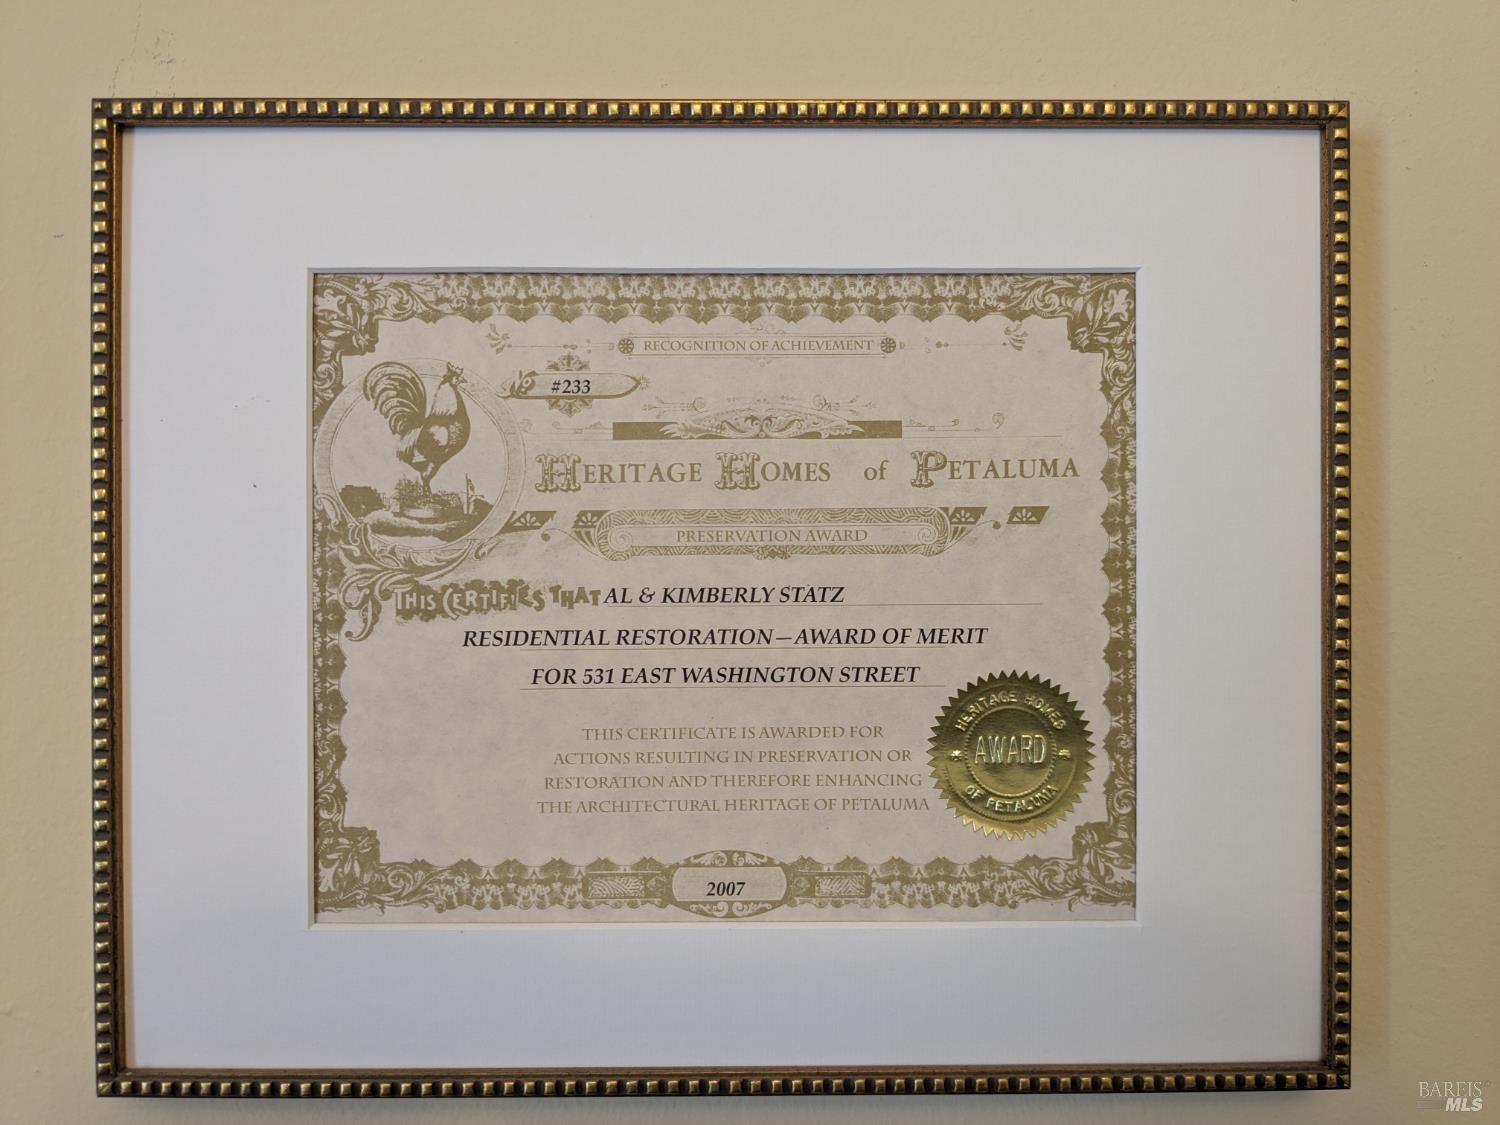 RECOGNITION OF ACHIEVEMENT
No #233
HERITAGE HOMES of PETALUMA
PRESERVATION AWARD
THIS CERTIFIES THAT AL & KIMBERLY STATZ
RESIDENTIAL RESTORATION—AWARD OF MERIT
FOR 531 EAST WASHINGTON STREET
THIS CERTIFICATE IS AWARDED FOR
ACTIONS RESULTING IN PRESERVATION OR
RESTORATION AND THEREFORE ENHANCING
THE ARCHITECTURAL HERITAGE OF PETALUMA
HERITAGE HOMES
AWARD
OF PETALUMA
2007
BAREIS
MLS